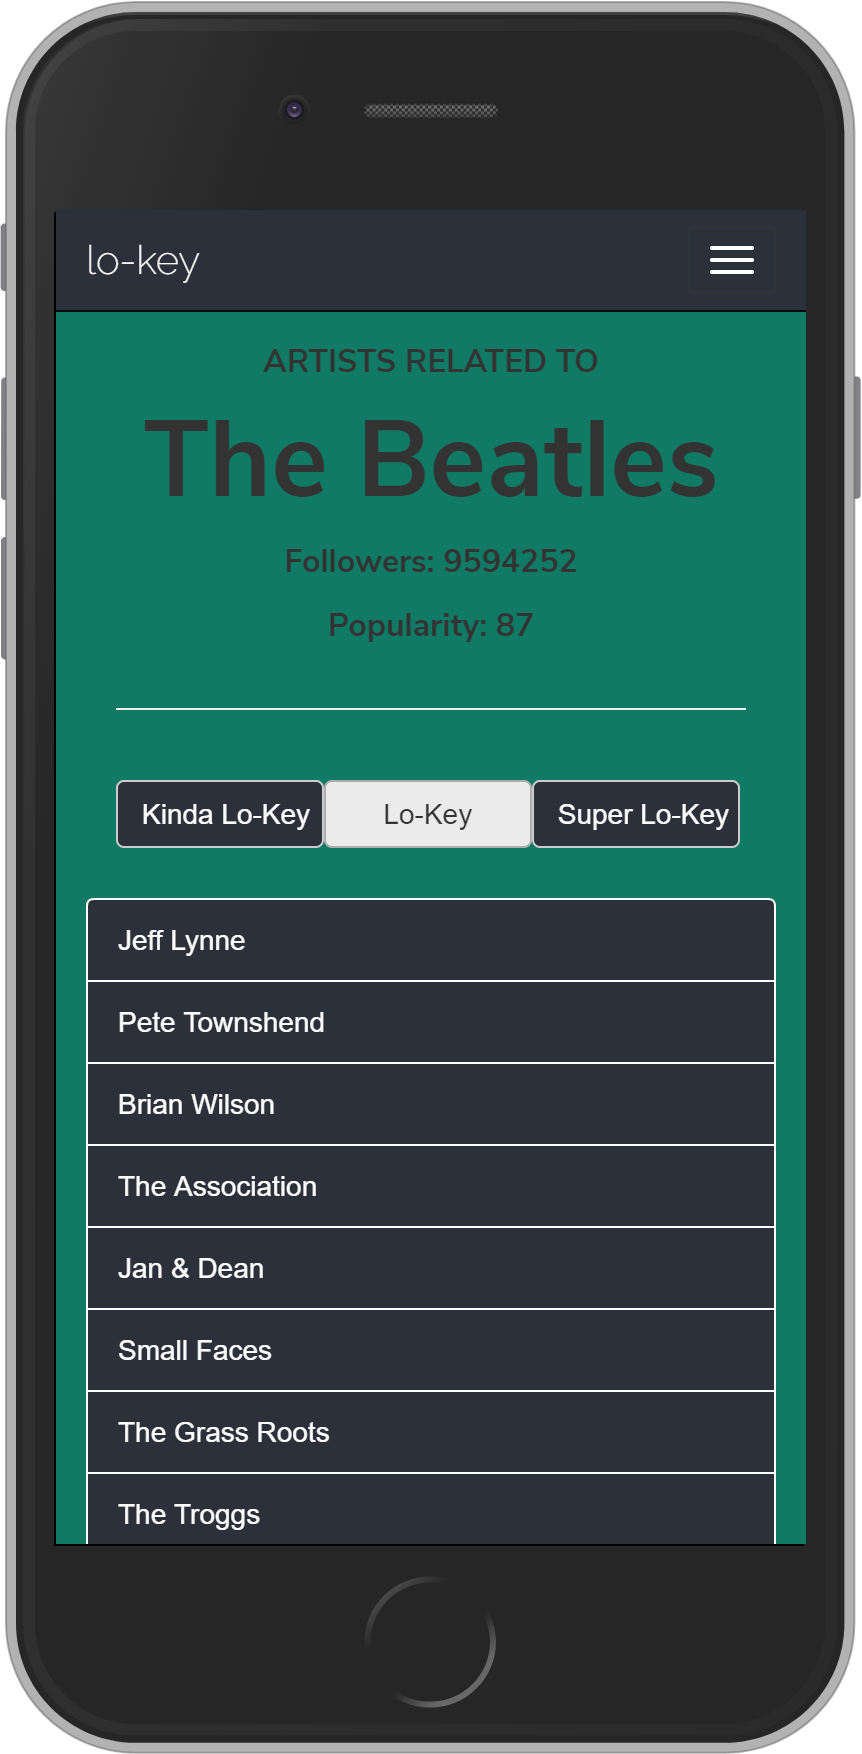 lo-key
ARTISTS RELATED TO
The Beatles
Followers: 9594252
Popularity: 87
Kinda Lo-Key
Lo-Key
Super Lo-Key
Jeff Lynne
Pete Townshend
Brian Wilson
The Association
Jan & Dean
Small Faces
The Grass Roots
The Troggs